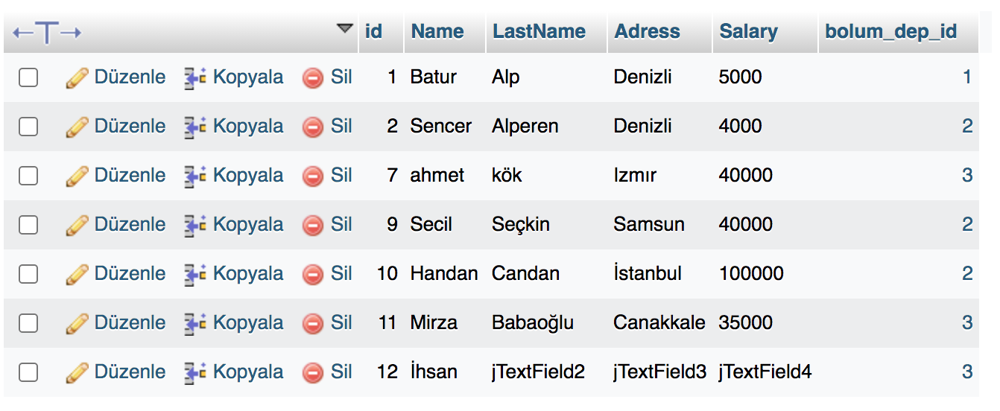 id Name LastName Adress Salary bolum_dep_id
Düzenle Kopyala Sil 1 Batur Alp Denizli 5000 1
Düzenle Kopyala Sil 2 Sencer Alperen Denizli 4000 2
Düzenle Kopyala Sil 7 ahmet kök Izmır 40000 3
Düzenle Kopyala Sil 9 Secil Seçkin Samsun 40000 2
Düzenle Kopyala Sil 10 Handan Candan İstanbul 100000 2
Düzenle Kopyala Sil 11 Mirza Babaoğlu Canakkale 35000 3
Düzenle Kopyala Sil 12 İhsan jTextField2 jTextField3 jTextField4 3